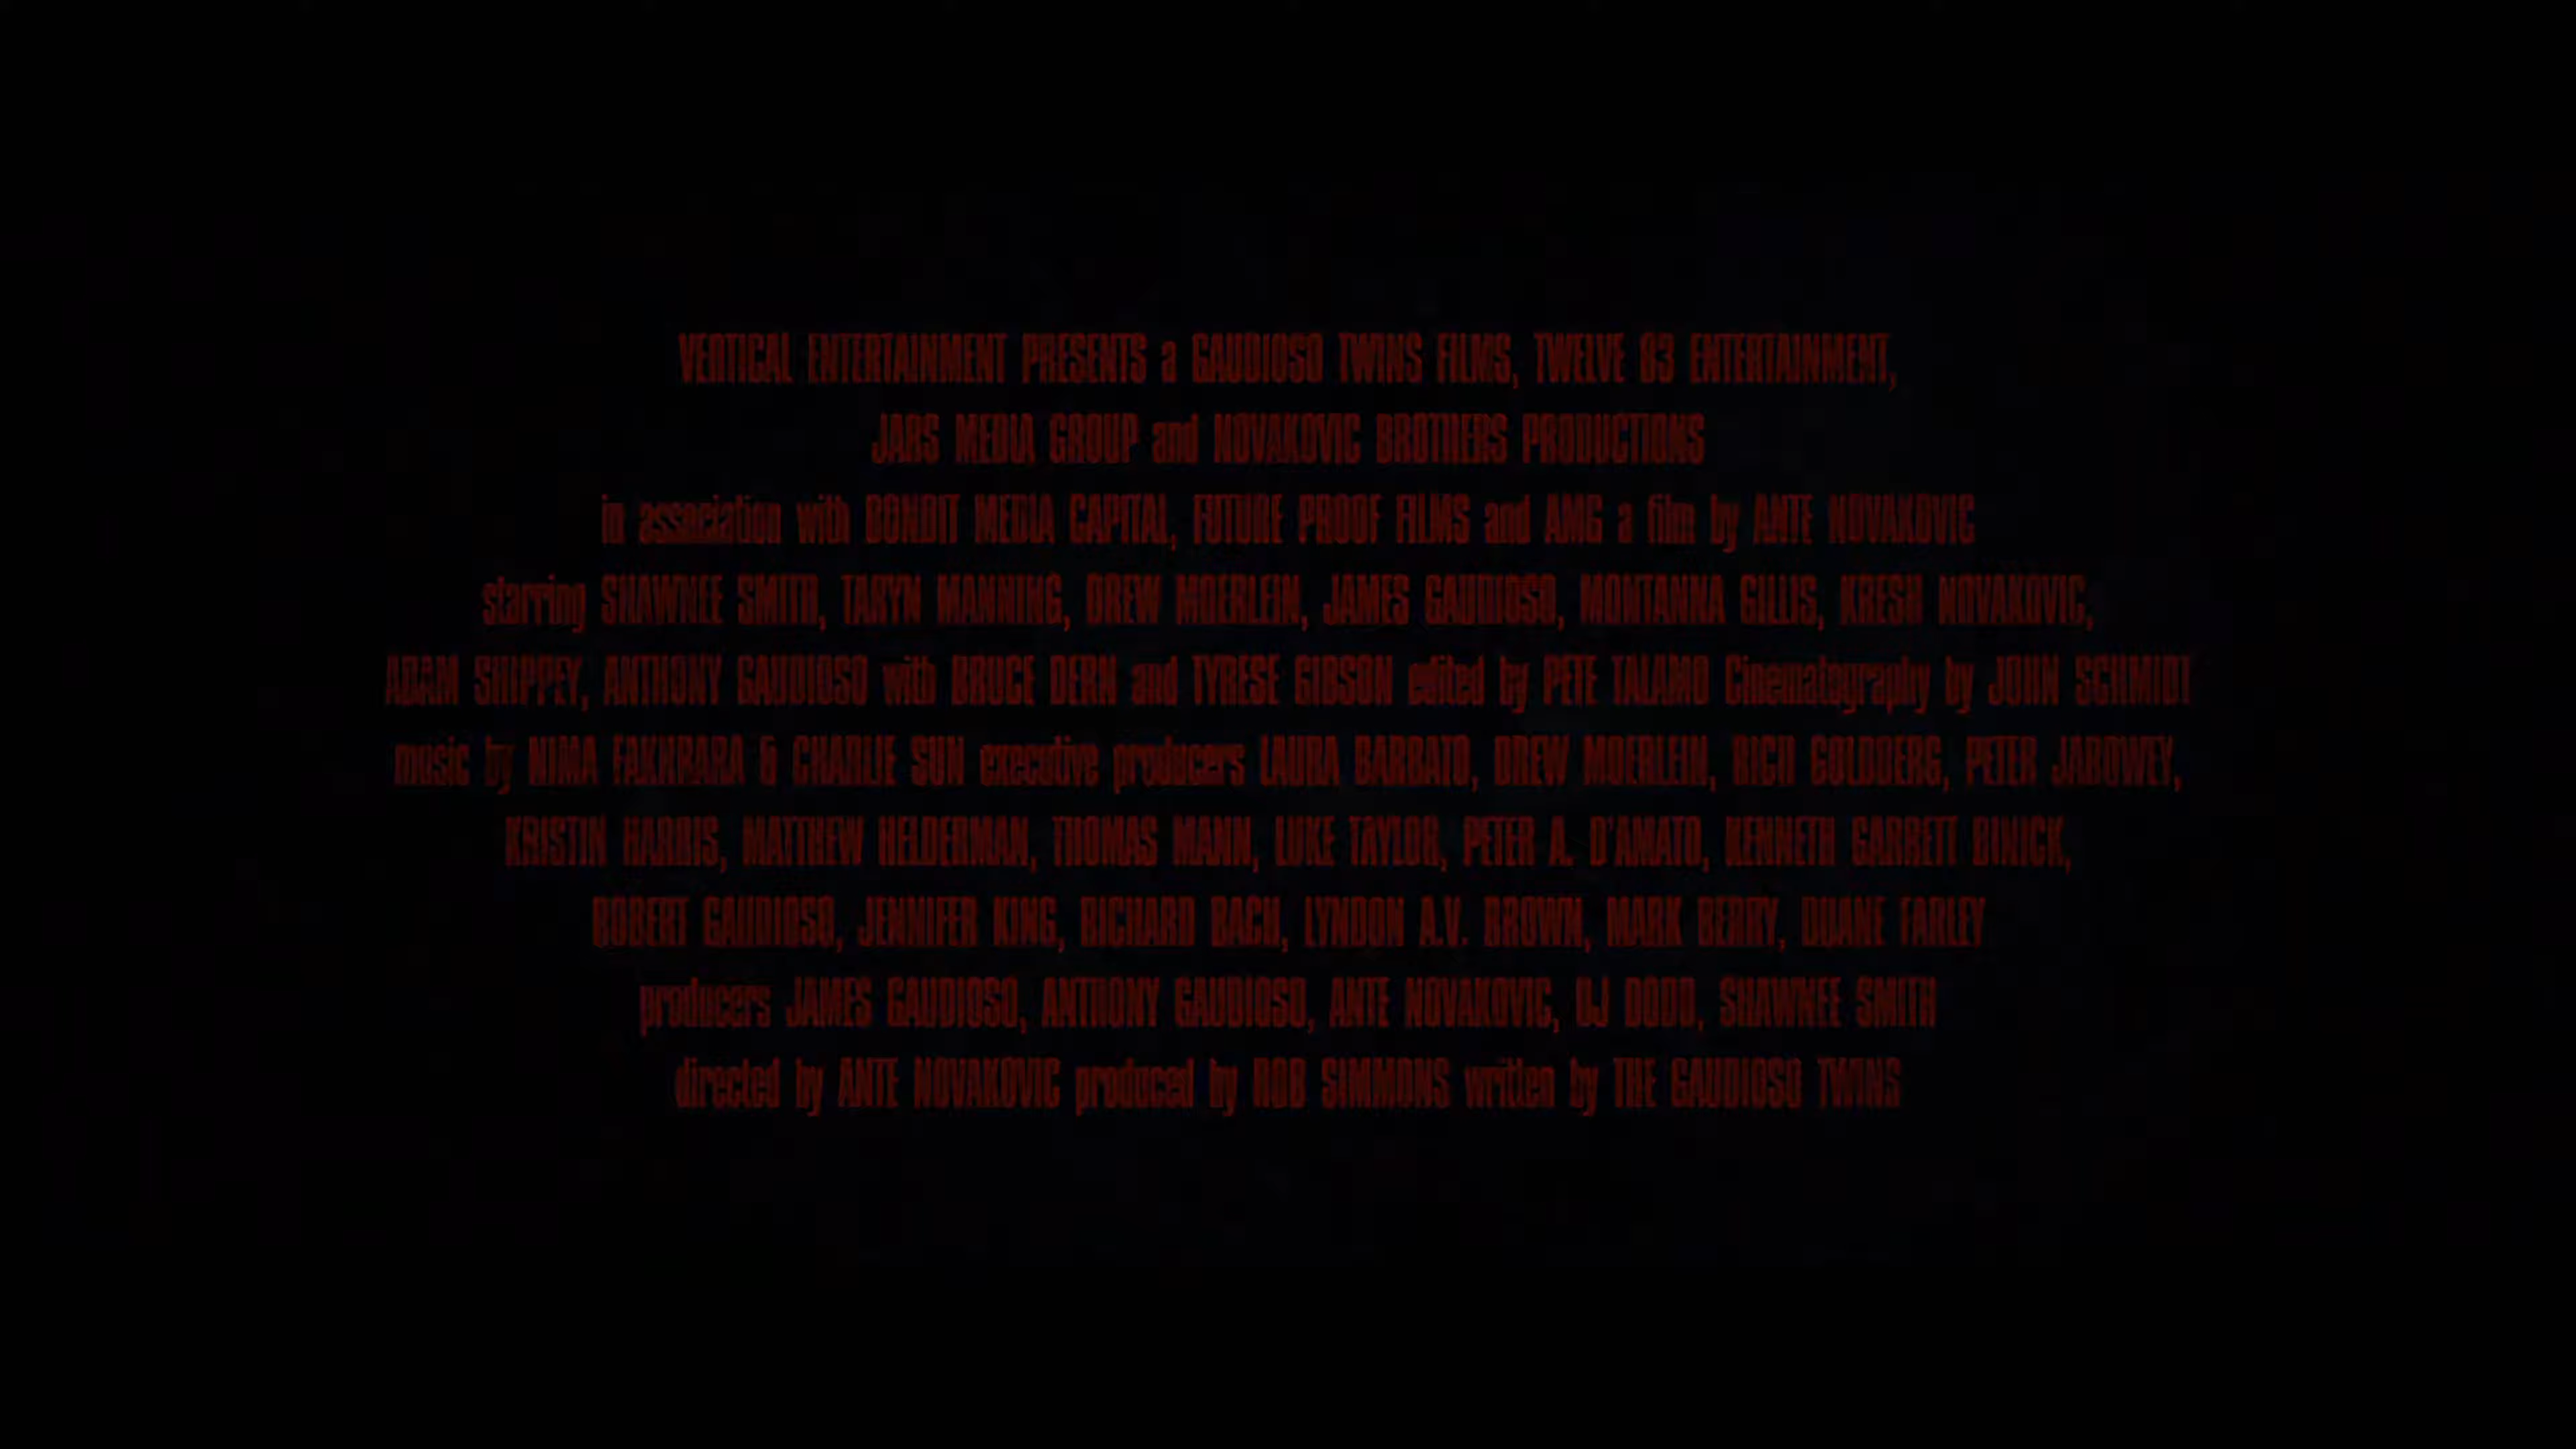 VERTICAL ENTERTAINMENT PRESENTS a GAUDIOSO TWINS FILMS, TWELVE 83 ENTERTAINMENT,
JARS MEDIA GROUP and NOVAKOVIC BROTHERS PRODUCTIONS
in association with BONDIT MEDIA CAPITAL, FUTURE PROOF FILMS and AMG a film by ANTE NOVAKOVIC
starring SHAWNEE SMITH, TARYN MANNING, DREW MOERLEIN, JAMES GAUDIOSO, MONTANNA GILLIS, KRESH NOVAKOVIC,
ADAM SHIPPEY, ANTHONY GAUDIOSO with BRUCE DERN and TYRESE GIBSON edited by PETE TALAMO Cinematography by JOHN SCHMIDT
music by NIMA FAKHRARA & CHARLIE SUN executive producers LAURA BARBATO, DREW MOERLEIN, RICH GOLDBERG, PETER JAROWEY,
KRISTIN HARRIS, MATTHEW HELDERMAN, THOMAS MANN, LUKE TAYLOR, PETER A. D'AMATO, KENNETH GARRETT
ROBERT GAUDIOSO, JENNIFER KING, RICHARD BACH, LYNDON A.V. BROWN, MARK BERRY, DUANE FARLEY
producers JAMES GAUDIOSO, ANTHONY GAUDIOSO, ANTE NOVAKOVIC, DODD, SHAWNEE SMITH
directed by ANTE NOVAKOVIC produced by ROB SIMMONS written by THE GAUDIOSO TWINS